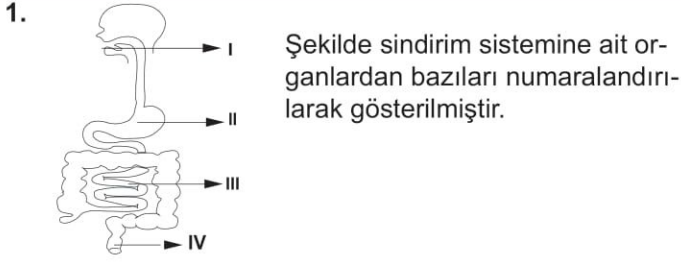 1.
I
II
III
IV
Şekilde sindirim sistemine ait or-
ganlardan bazıları numaralandırı-
larak gösterilmiştir.